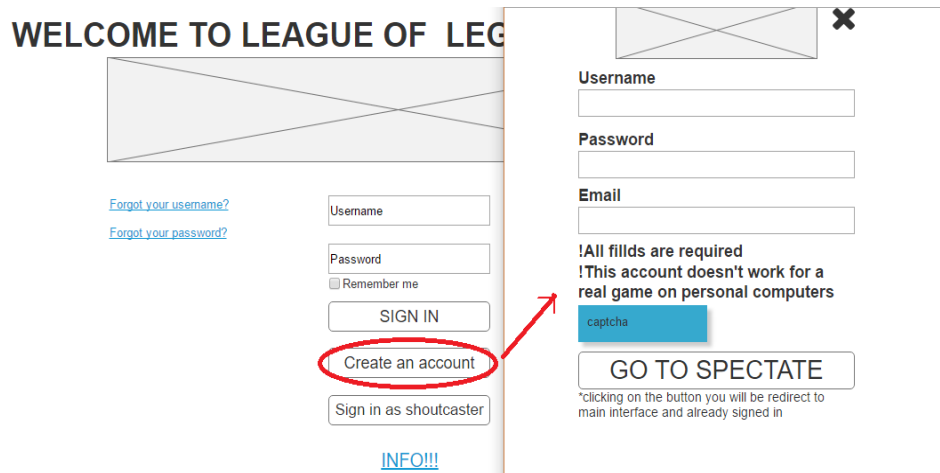 WELCOME TO LEAGUE OF LEG
Forgot your username?
Forgot your password?
Username
Password
Remember me
SIGN IN
Create an account
Sign in as shoutcaster
INFO!!!
Username
Password
Email
!All fillds are required
!This account doesn't work for a
real game on personal computers
captcha
GO TO SPECTATE
*clicking on the button you will be redirect to
main interface and already signed in